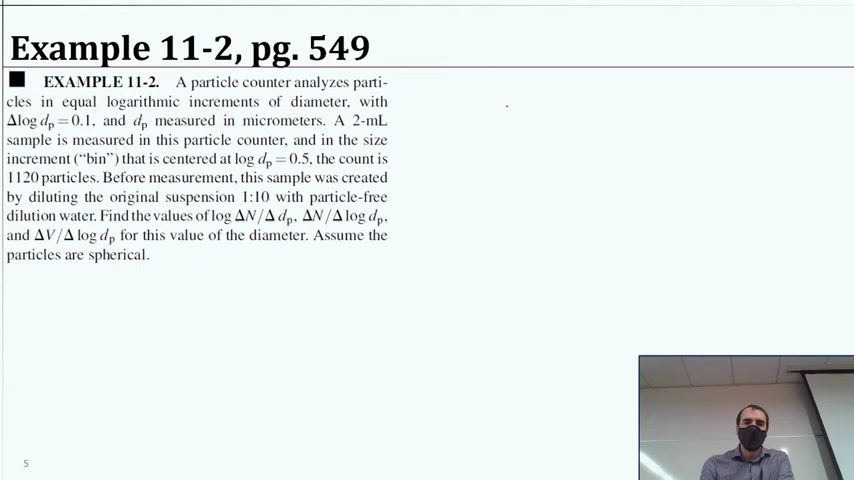 Example 11-2, pg. 549
EXAMPLE 11-2. A particle counter analyzes parti-
cles in equal logarithmic increments of diameter, with
Δlog dp = 0.1, and dp measured in micrometers. A 2-mL
sample is measured in this particle counter, and in the size
increment (“bin”) that is centered at log dp = 0.5, the count is
1120 particles. Before measurement, this sample was created
by diluting the original suspension 1:10 with particle-free
dilution water. Find the values of log ΔN/Δ dp, ΔN/Δ log dp,
and ΔV/Δ log dp for this value of the diameter. Assume the
particles are spherical.
5